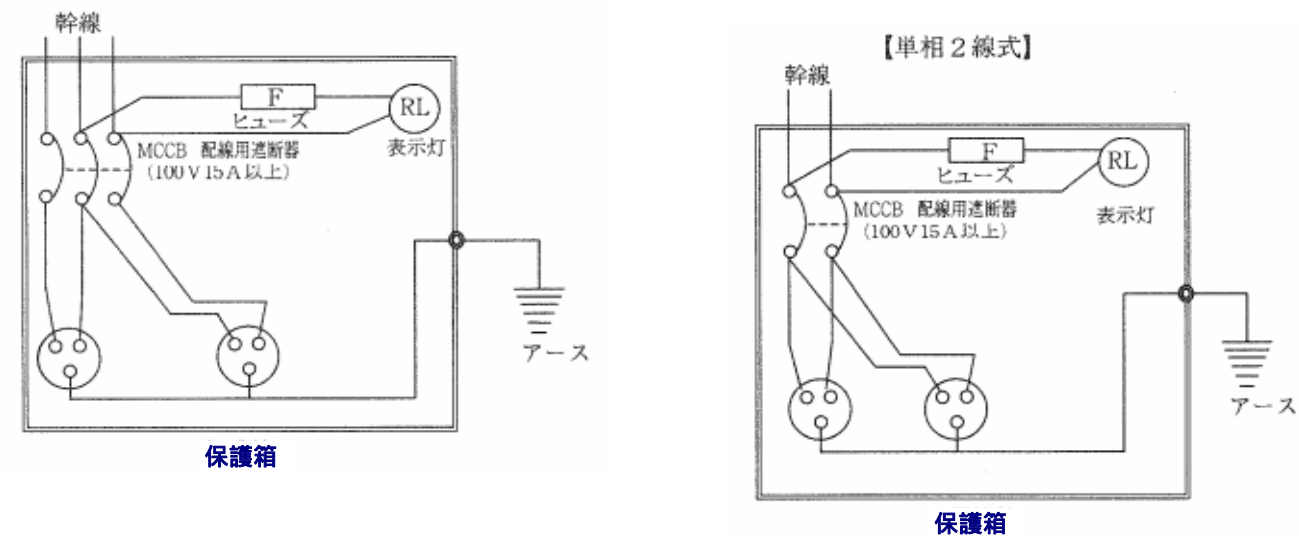 幹線
F
ヒューズ
RL
表示灯
MCCB 配線用遮断器
(100V15A以上)
アース
保護箱
【単相2線式】
幹線
F
ヒューズ
RL
表示灯
MCCB 配線用遮断器
(100V15A以上)
アース
保護箱